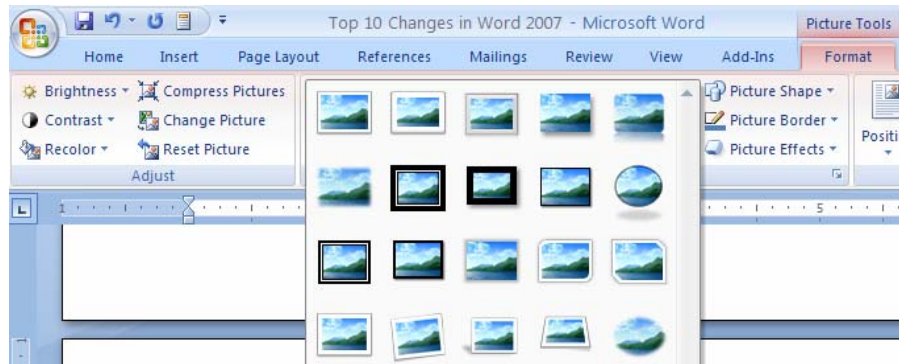 Top 10 Changes in Word 2007 - Microsoft Word Picture Tools
Home Insert Page Layout References Mailings Review View Add-Ins Format
Brightness Compress Pictures Picture Shape
Contrast Change Picture Picture Border
Recolor Reset Picture Picture Effects
Positi
Adjust
L 1 5